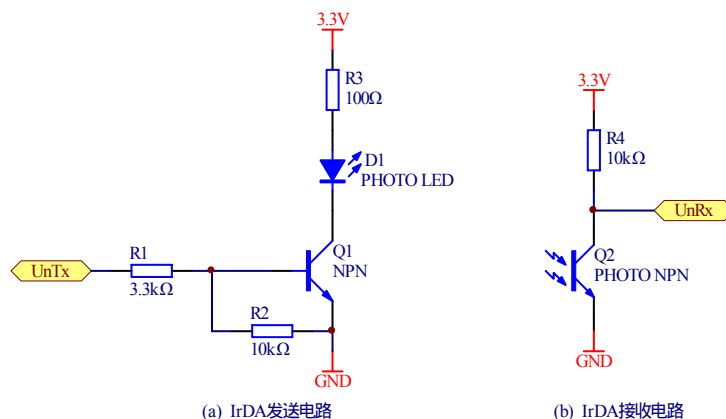 3.3V
R3
100Ω
D1
PHOTO LED
Q1
NPN
R1
3.3kΩ
UnTx
R2
10kΩ
GND
(a) IrDA发送电路
3.3V
R4
10kΩ
UnRx
Q2
PHOTO NPN
GND
(b) IrDA接收电路